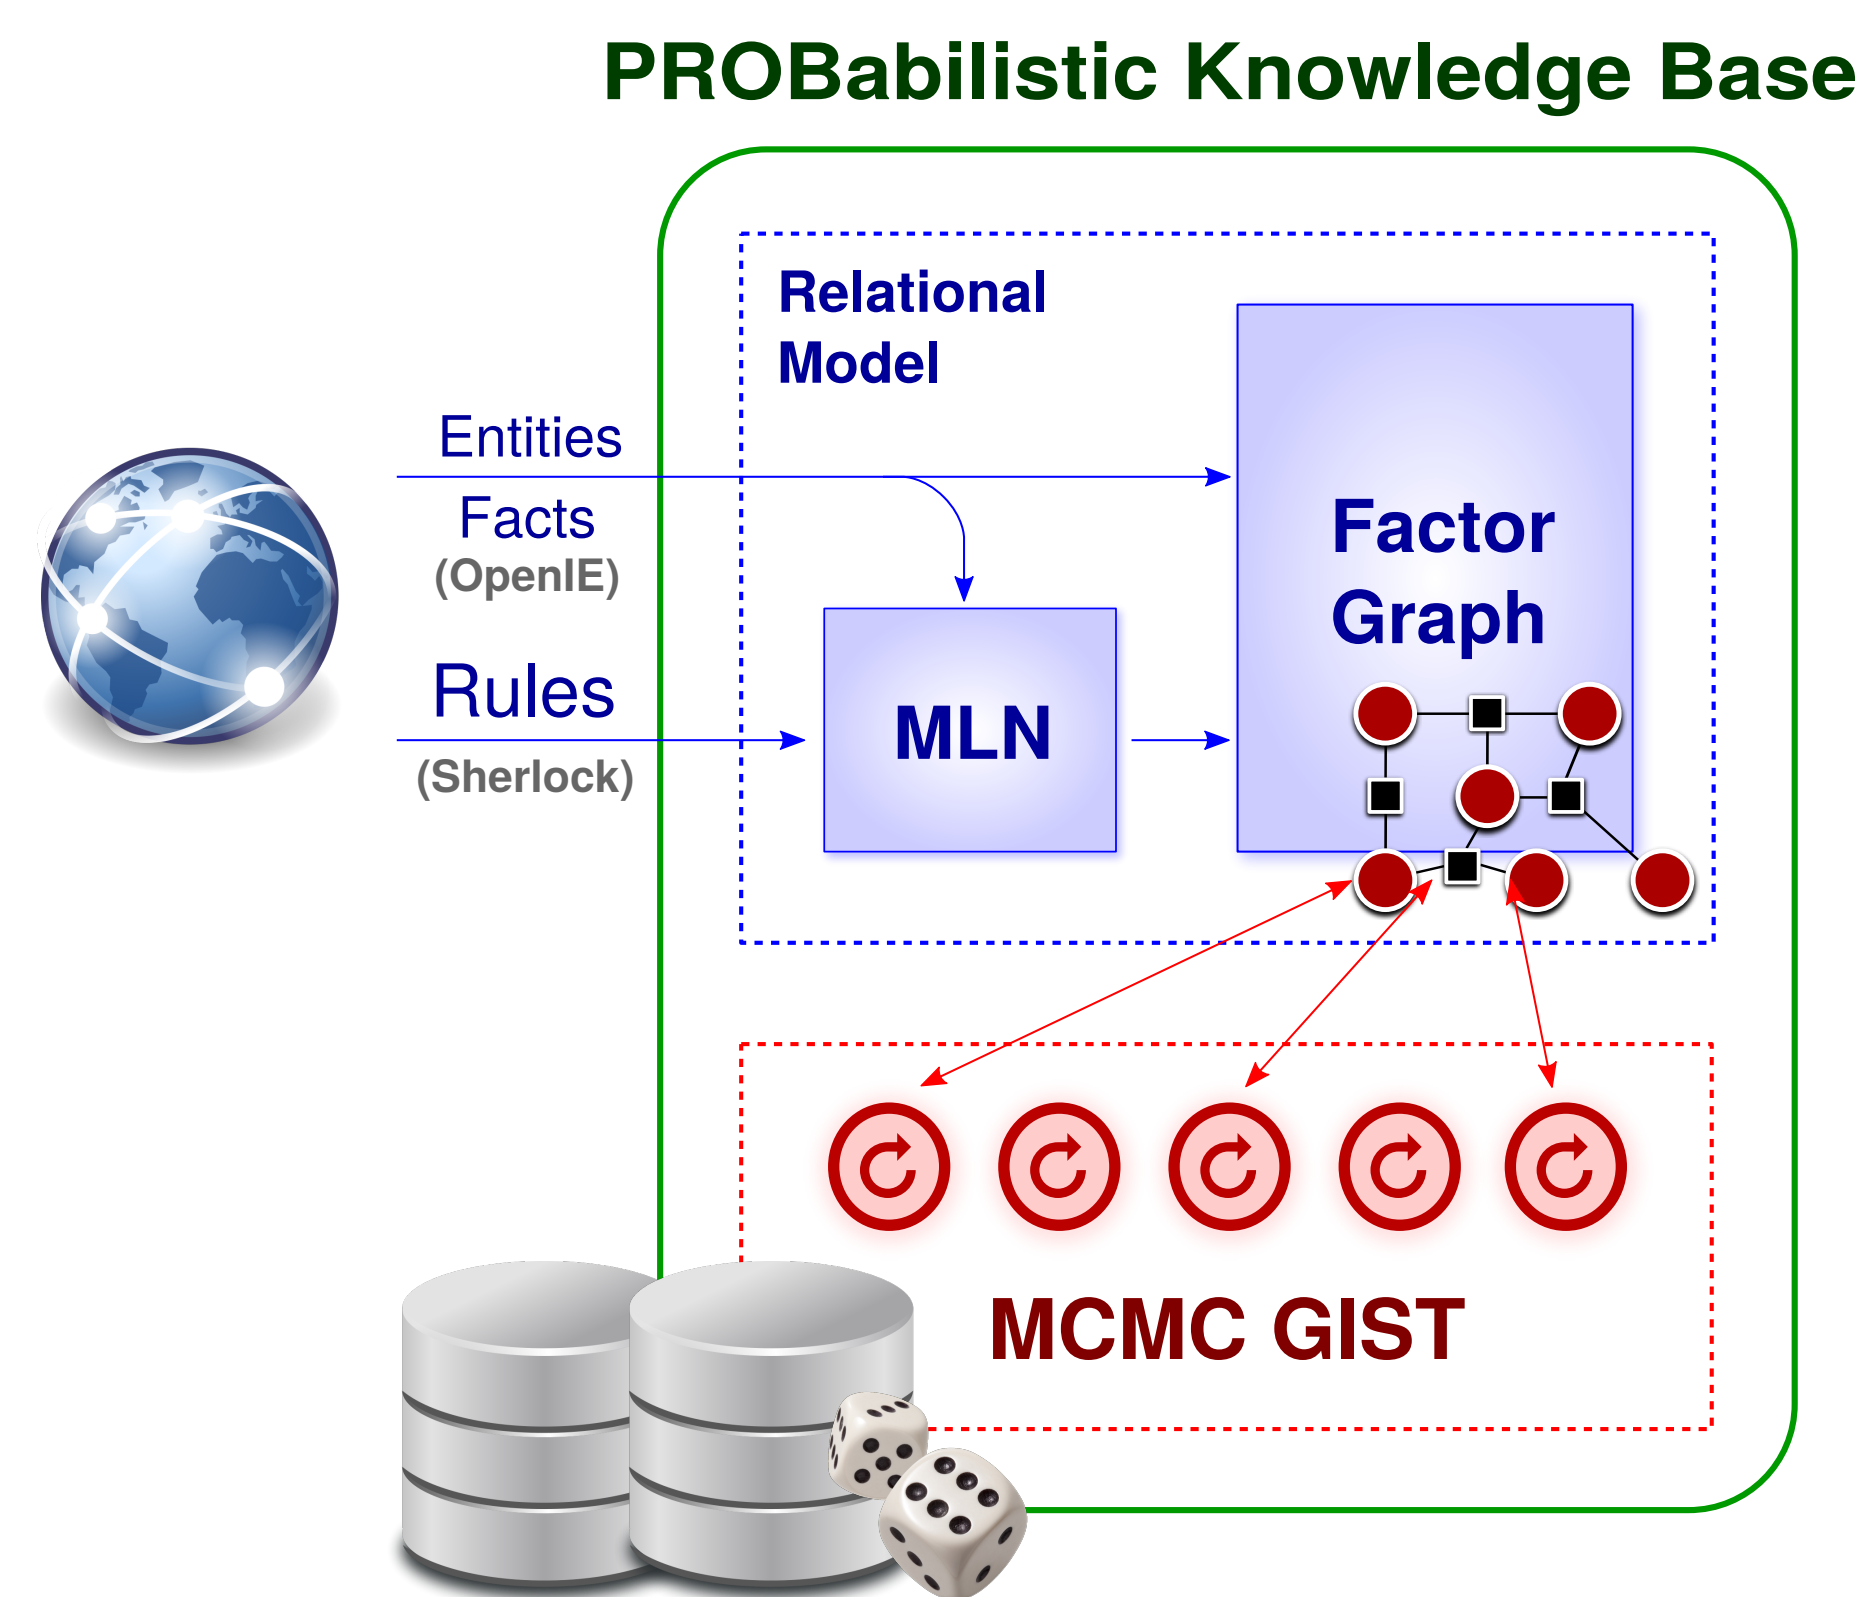 PROBabilistic Knowledge Base
Relational
Model
Entities
Facts
(OpenIE)
Rules
(Sherlock)
MLN
Factor
Graph
MCMC GIST